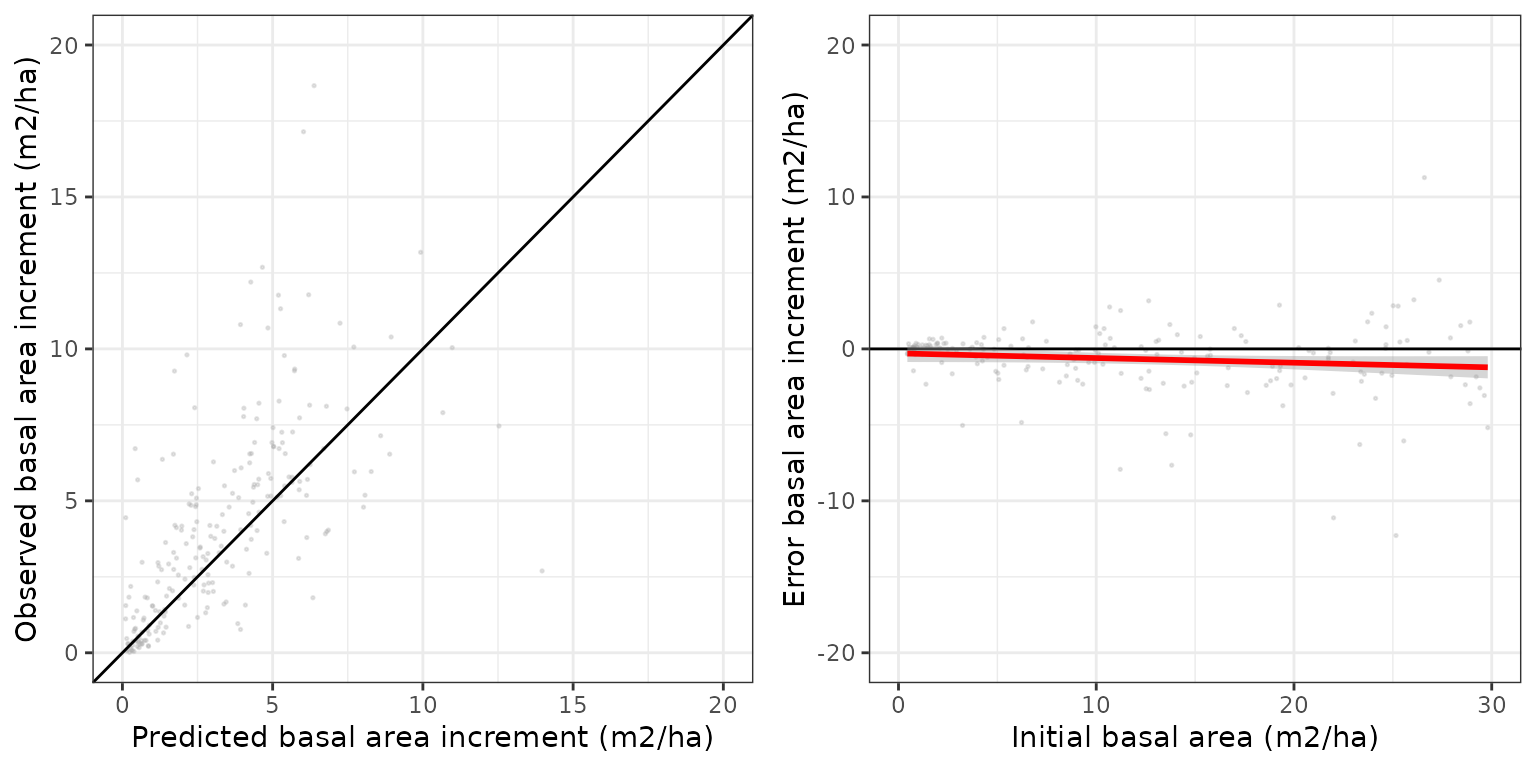 Observed basal area increment (m2/ha)
20
15
10
5
0
0 5 10 15 20
Predicted basal area increment (m2/ha)
Error basal area increment (m2/ha)
20
10
0
-10
-20
0 10 20 30
Initial basal area (m2/ha)